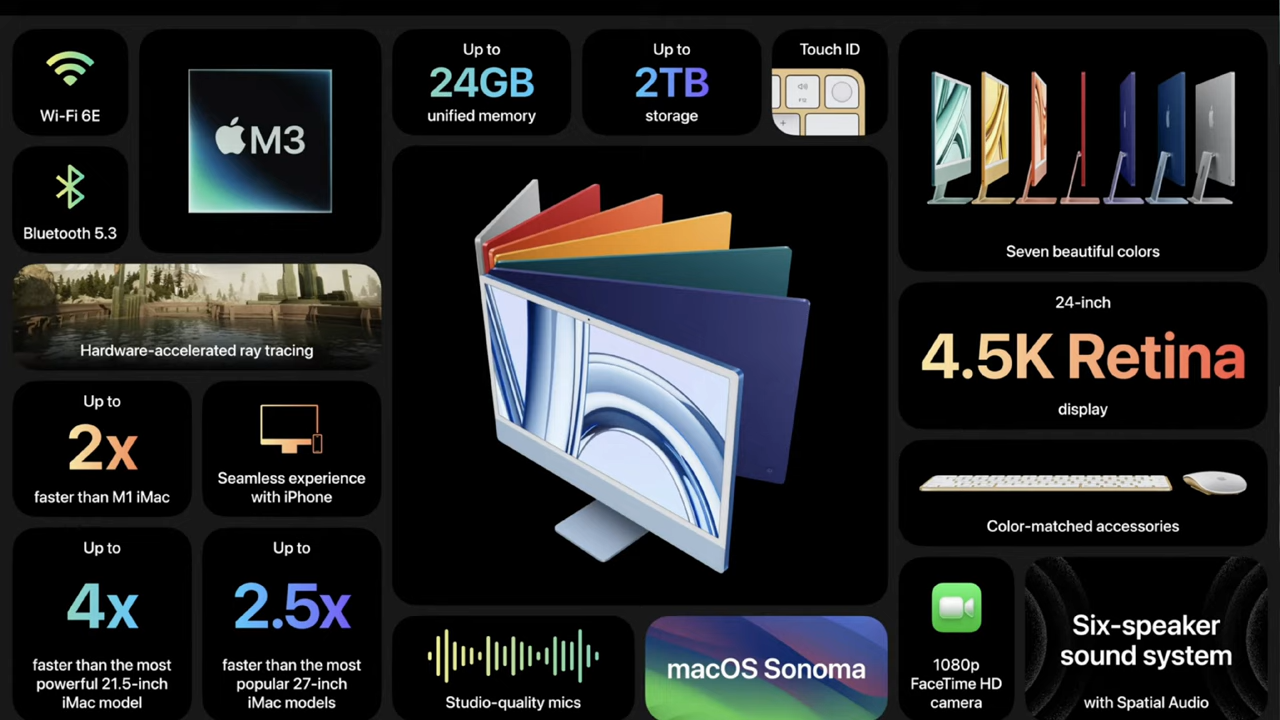 Wi-Fi 6E
M3
Up to
24GB
unified memory
Up to
2TB
storage
Touch ID
F12
Seven beautiful colors
Bluetooth 5.3
Hardware-accelerated ray tracing
24-inch
4.5K Retina
display
Up to
2x
faster than M1 iMac
Seamless experience
with iPhone
Color-matched accessories
Up to
4x
faster than the most
powerful 21.5-inch
iMac model
Up to
2.5x
faster than the most
popular 27-inch
iMac models
Studio-quality mics
macOS Sonoma
1080p
FaceTime HD
camera
Six-speaker
sound system
with Spatial Audio